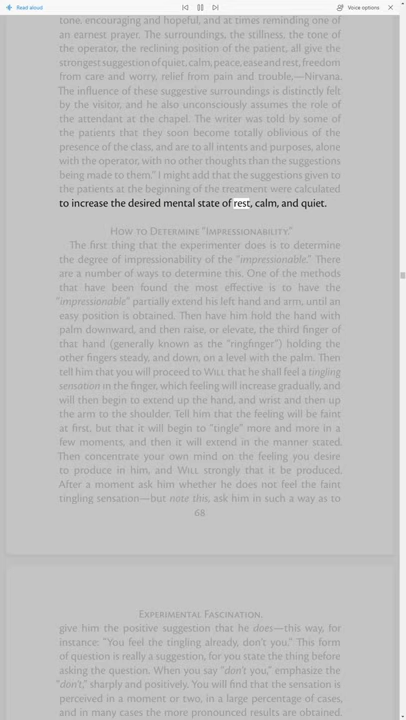 Read aloud
Voice options
tone, encouraging and hopeful, and at times reminding one of
an earnest prayer. The surroundings, the stillness, the tone of
the operator, the reclining position of the patient, all give the
strongest suggestion of quiet, calm, peace, ease and rest, freedom
from care and worry, relief from pain and trouble,—Nirvana.
The influence of these suggestive surroundings is distinctly felt
by the visitor, and he also unconsciously assumes the role of
the attendant at the chapel. The writer was told by some of
the patients that they soon become totally oblivious of the
presence of the class, and are to all intents and purposes, alone
with the operator, with no other thoughts than the suggestions
being made to them." I might add that the suggestions given to
the patients at the beginning of the treatment were calculated
to increase the desired mental state of rest, calm, and quiet.
How to Determine "Impressionability."
The first thing that the experimenter does is to determine
the degree of impressionability of the "impressionable." There
are a number of ways to determine this. One of the methods
that have been found the most effective is to have the
"impressionable" partially extend his left hand and arm, until an
easy position is obtained. Then have him hold the hand with
palm downward, and then raise, or elevate, the third finger of
that hand (generally known as the "ringfinger") holding the
other fingers steady, and down, on a level with the palm. Then
tell him that you will proceed to Will that he shall feel a tingling
sensation in the finger, which feeling will increase gradually, and
will then begin to extend up the hand, and wrist and then up
the arm to the shoulder. Tell him that the feeling will be faint
at first, but that it will begin to "tingle" more and more in a
few moments, and then it will extend in the manner stated.
Then concentrate your own mind on the feeling you desire
to produce in him, and Will strongly that it be produced.
After a moment ask him whether he does not feel the faint
tingling sensation—but note this, ask him in such a way as to
68
Experimental Fascination.
give him the positive suggestion that he does—this way, for
instance: "You feel the tingling already, don't you." This form
of question is really a suggestion, for you state the thing before
asking the question. When you say "don't you," emphasize the
"don't," sharply and positively. You will find that the sensation is
perceived in a moment or two, in a large percentage of cases,
and in many cases the more pronounced results are obtained.